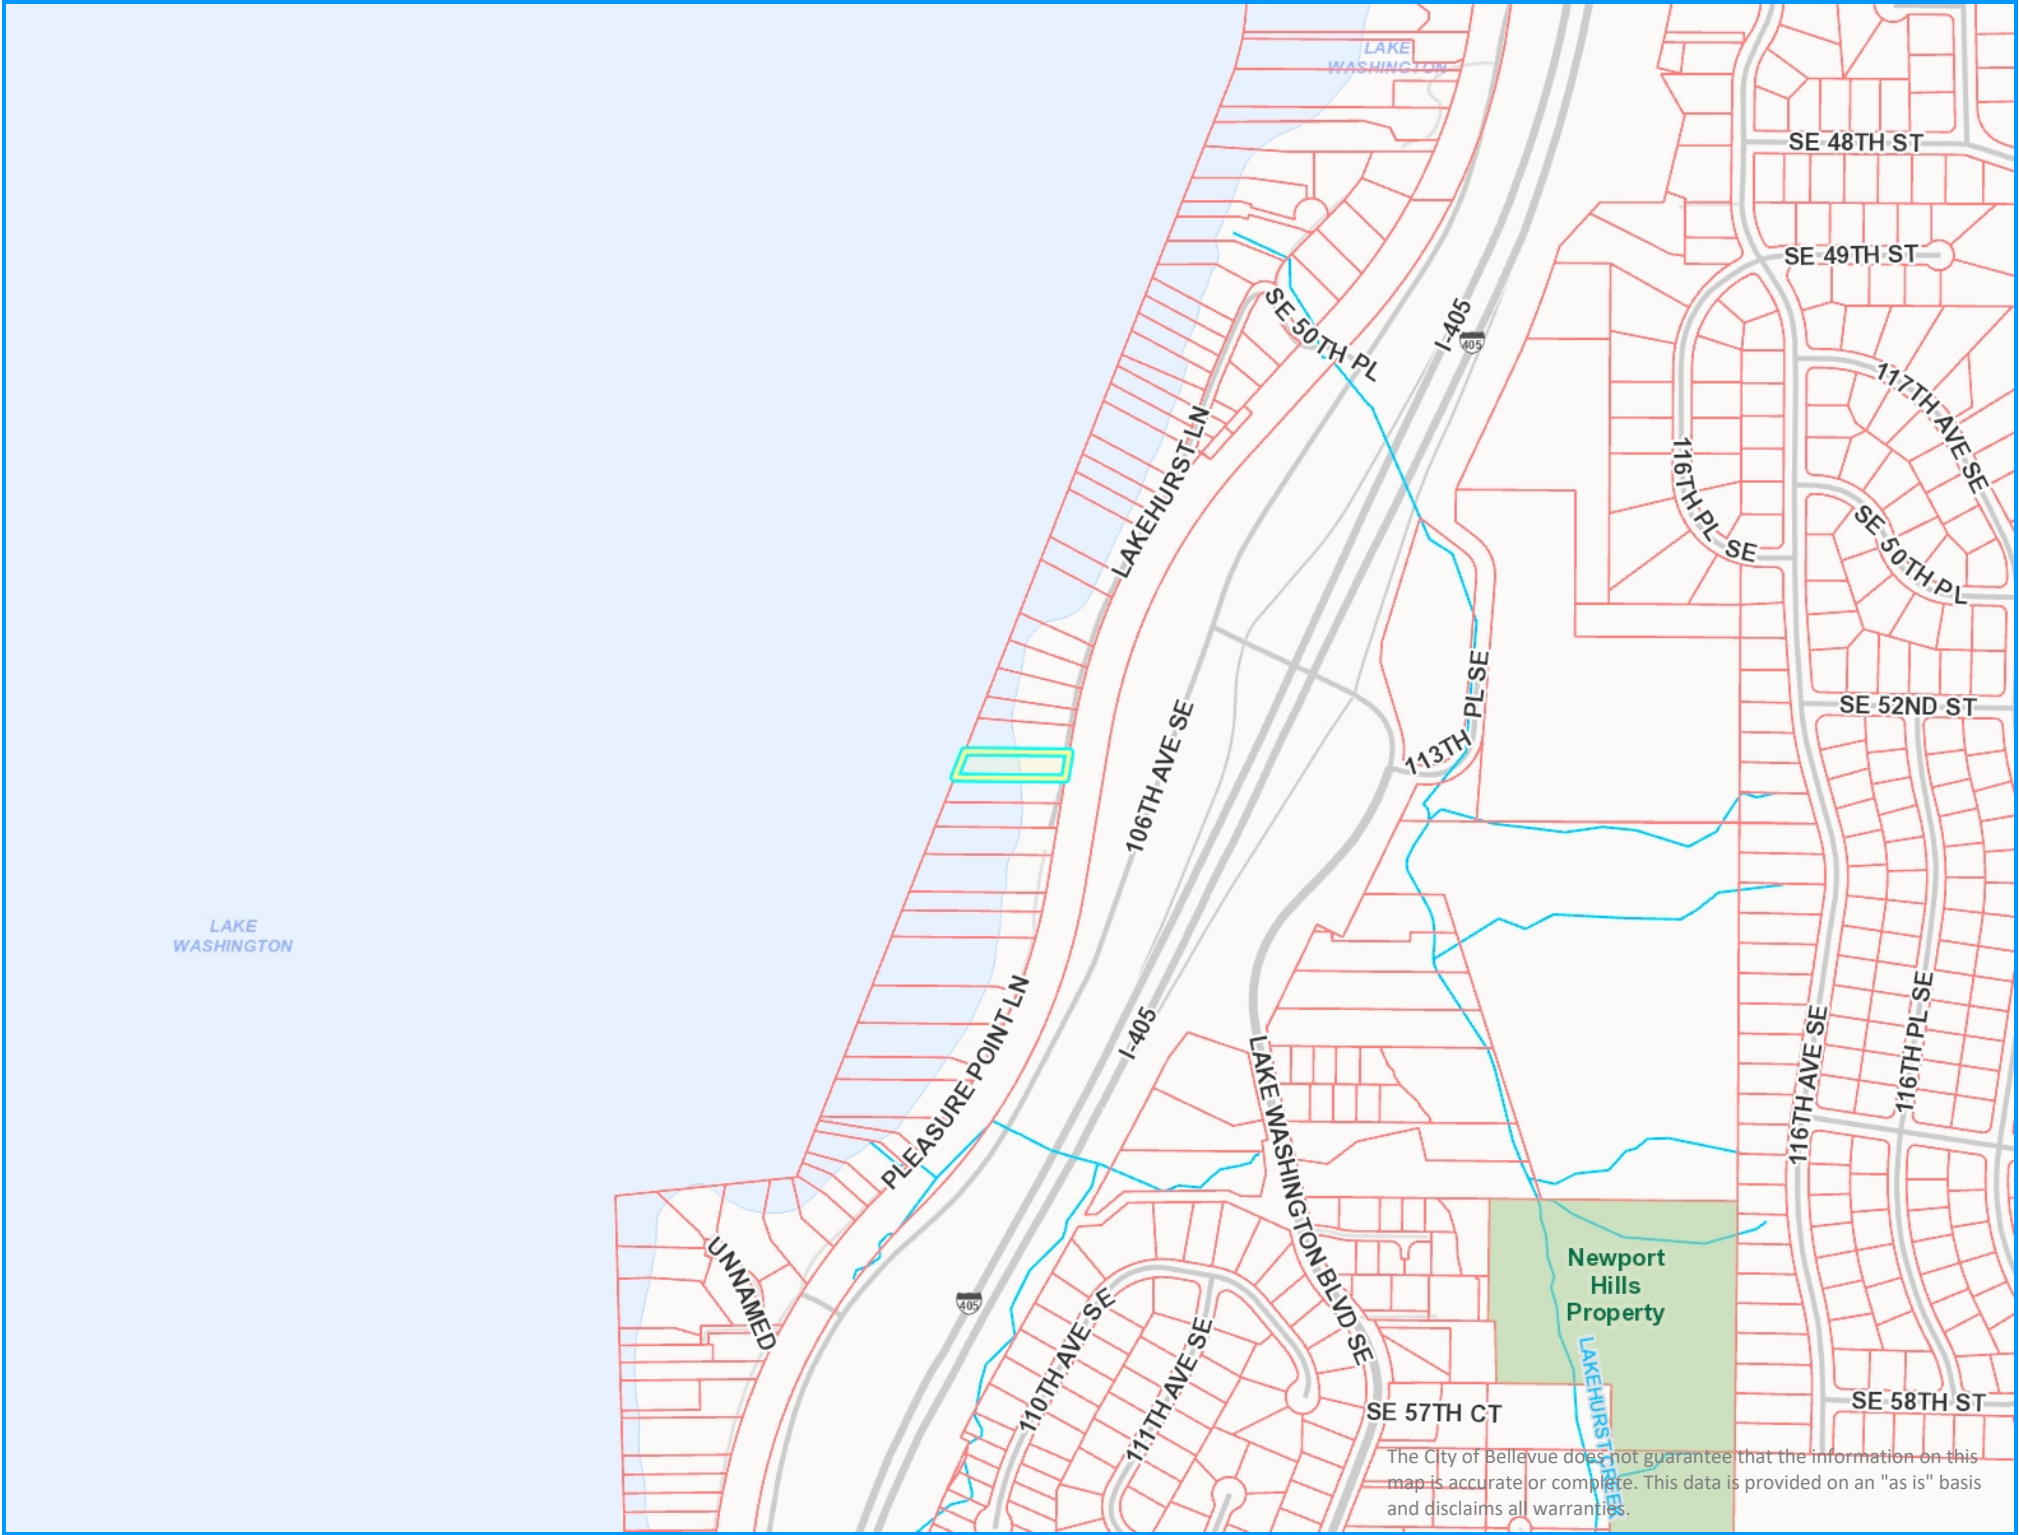 LAKE
WASHINGTON
SE 48TH ST
SE 49TH ST
SE 50TH PL
I-405
405
117TH AVE SE
LAKEHURST LN
116TH PL SE
SE 50TH PL
PL SE
SE 52ND ST
113TH
106TH AVE SE
LAKE
WASHINGTON
PLEASURE POINT LN
I-405
LAKE WASHINGTON BLVD SE
116TH AVE SE
116TH PL SE
UNNAMED
405
Newport
Hills
Property
110TH AVE SE
111TH AVE SE
LAKEHURST CREEK
SE 57TH CT
SE 58TH ST
The City of Bellevue does not guarantee that the information on this
map is accurate or complete. This data is provided on an "as is" basis
and disclaims all warranties.